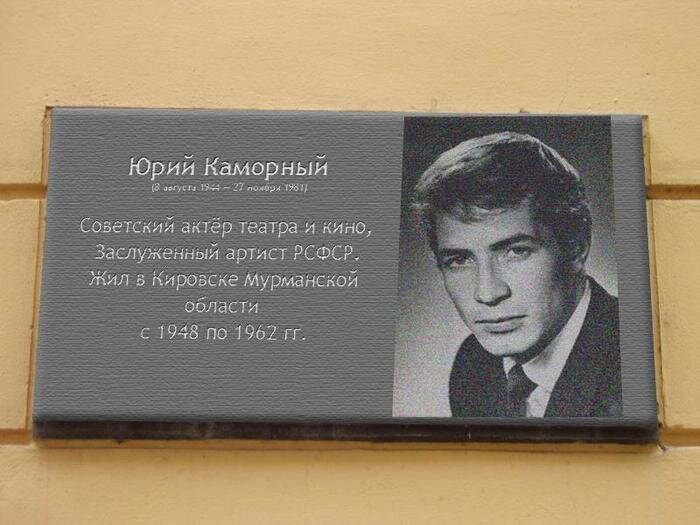 Юрий Каморный
(8 августа 1944 – 27 ноября 1981)
Советский актёр театра и кино,
Заслуженный артист РСФСР.
Жил в Кировске Мурманской
области
с 1948 по 1962 гг.